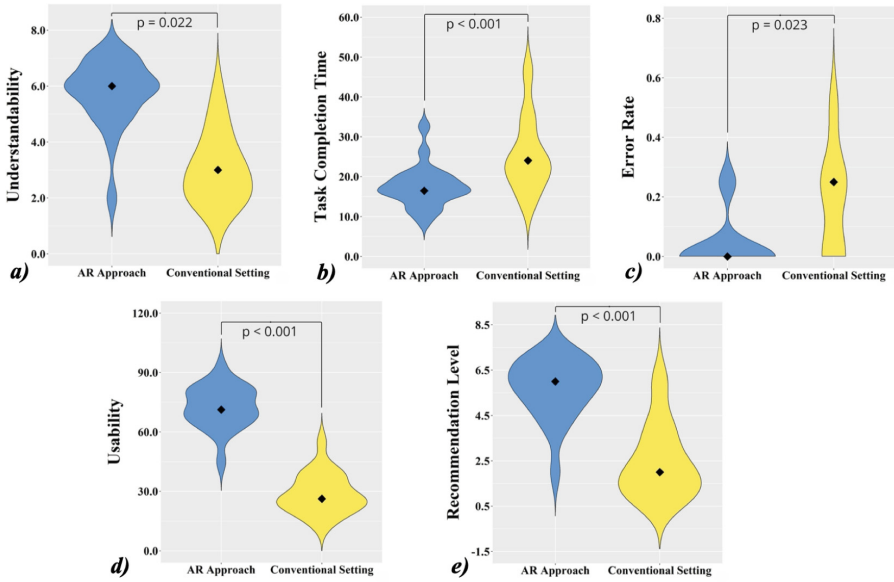 8.0
6.0
4.0
2.0
0.0
Understandability
p = 0.022
AR Approach
Conventional Setting
a)
60.0
50.0
40.0
30.0
20.0
10.0
0.0
Task Completion Time
p < 0.001
AR Approach
Conventional Setting
b)
0.8
0.6
0.4
0.2
0.0
Error Rate
p = 0.023
AR Approach
Conventional Setting
c)
120.0
90.0
60.0
30.0
0.0
Usability
p < 0.001
AR Approach
Conventional Setting
d)
8.5
6.5
4.5
2.5
0.5
-1.5
Recommendation Level
p < 0.001
AR Approach
Conventional Setting
e)